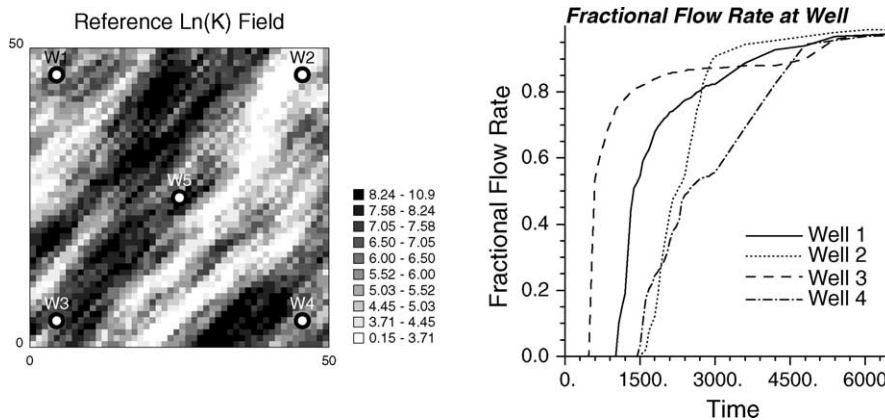 Reference Ln(K) Field
50
W1
W2
W5
W3
W4
0
0
50
8.24 - 10.9
7.58 - 8.24
7.05 - 7.58
6.50 - 7.05
6.00 - 6.50
5.52 - 6.00
5.03 - 5.52
4.45 - 5.03
3.71 - 4.45
0.15 - 3.71
Fractional Flow Rate at Well
Fractional Flow Rate
0.8
0.6
0.4
0.2
0.0
Well 1
Well 2
Well 3
Well 4
0.
1500.
3000.
4500.
6000.
Time